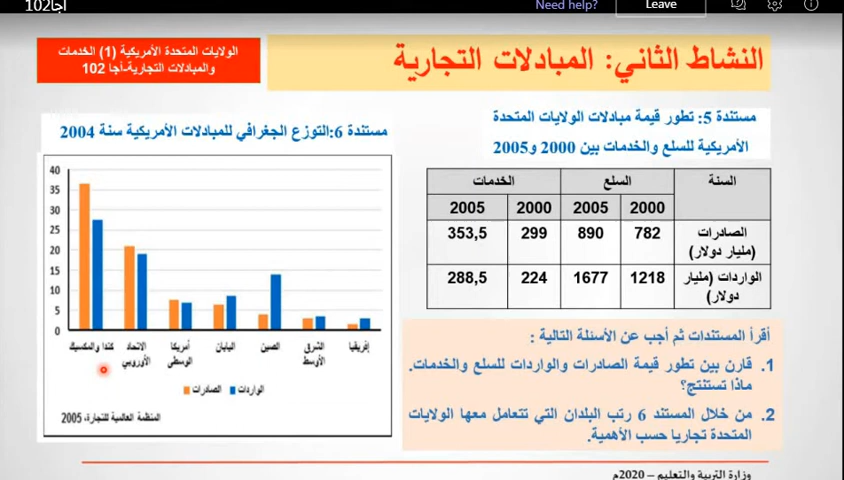 اجا102
Need help?
Leave
النشاط الثاني: المبادلات التجارية
الولايات المتحدة الأمريكية (1) الخدمات
والمبادلات التجارية-أجا 102
مستندة 5: تطور قيمة مبادلات الولايات المتحدة
الأمريكية للسلع والخدمات بين 2000 و2005
السنة السلع الخدمات
2000 2005 2000 2005
الصادرات (مليار دولار) 782 890 299 353,5
الواردات (مليار دولار) 1218 1677 224 288,5
أقرأ المستندات ثم أجب عن الأسئلة التالية :
1. قارن بين تطور قيمة الصادرات والواردات للسلع والخدمات.
ماذا تستنتج؟
2. من خلال المستند 6 رتب البلدان التي تتعامل معها الولايات
المتحدة تجاريا حسب الأهمية.
مستندة 6:التوزع الجغرافي للمبادلات الأمريكية سنة 2004
40
35
30
25
20
15
10
5
0
كندا والمكسيك
الاتحاد الأوروبي
أمريكا الوسطى
اليابان
الصين
الشرق الأوسط
إفريقيا
الصادرات الواردات
المنظمة العالمية للتجارة، 2005
وزارة التربية والتعليم – 2020م